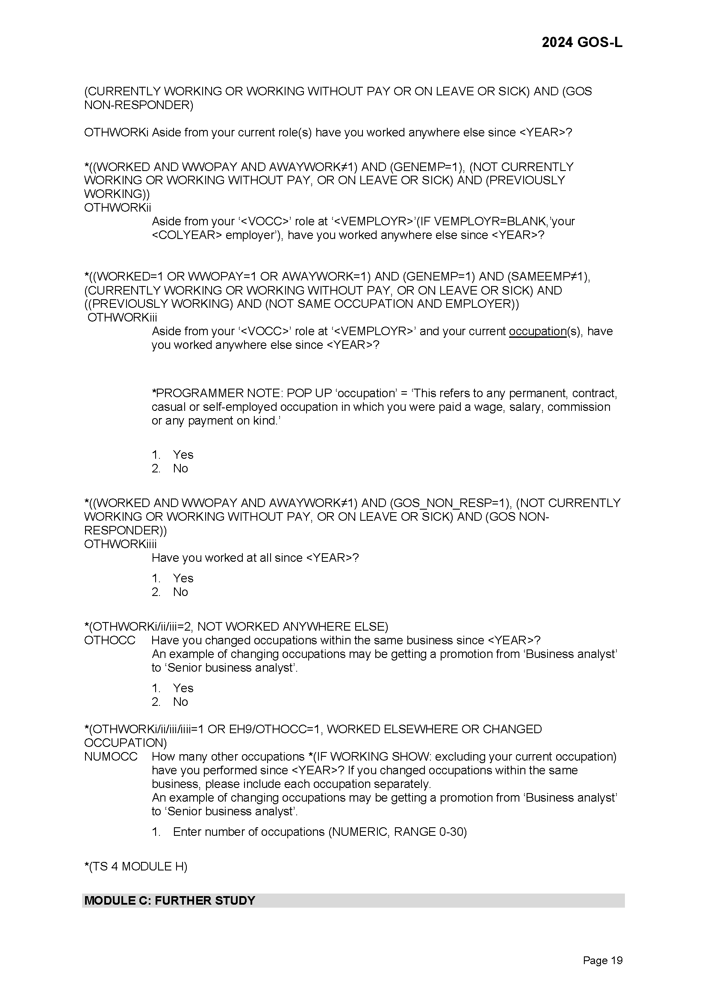 2024 GOS-L
(CURRENTLY WORKING OR WORKING WITHOUT PAY OR ON LEAVE OR SICK) AND (GOS
NON-RESPONDER)
OTHWORKi Aside from your current role(s) have you worked anywhere else since <YEAR>?
*((WORKED AND WWOPAY AND AWAYWORK≠1) AND (GENEMP=1), (NOT CURRENTLY
WORKING OR WORKING WITHOUT PAY, OR ON LEAVE OR SICK) AND (PREVIOUSLY
WORKING))
OTHWORKii
Aside from your ‘<VOCC>’ role at ‘<VEMPLOYR>’(IF VEMPLOYR=BLANK,’your
<COLYEAR> employer’), have you worked anywhere else since <YEAR>?
*((WORKED=1 OR WWOPAY=1 OR AWAYWORK=1) AND (GENEMP=1) AND (SAMEEMP≠1),
(CURRENTLY WORKING OR WORKING WITHOUT PAY, OR ON LEAVE OR SICK) AND
((PREVIOUSLY WORKING) AND (NOT SAME OCCUPATION AND EMPLOYER))
OTHWORKiii
Aside from your ‘<VOCC>’ role at ‘<VEMPLOYR>’ and your current occupation(s), have
you worked anywhere else since <YEAR>?
*PROGRAMMER NOTE: POP UP ‘occupation’ = ‘This refers to any permanent, contract,
casual or self-employed occupation in which you were paid a wage, salary, commission
or any payment on kind.’
1. Yes
2. No
*((WORKED AND WWOPAY AND AWAYWORK≠1) AND (GOS_NON_RESP=1), (NOT CURRENTLY
WORKING OR WORKING WITHOUT PAY, OR ON LEAVE OR SICK) AND (GOS NON-
RESPONDER))
OTHWORKiiii
Have you worked at all since <YEAR>?
1. Yes
2. No
*(OTHWORKi/ii/iii=2, NOT WORKED ANYWHERE ELSE)
OTHOCC Have you changed occupations within the same business since <YEAR>?
An example of changing occupations may be getting a promotion from ‘Business analyst’
to ‘Senior business analyst’.
1. Yes
2. No
*(OTHWORKi/ii/iii/iiii=1 OR EH9/OTHOCC=1, WORKED ELSEWHERE OR CHANGED
OCCUPATION)
NUMOCC How many other occupations *(IF WORKING SHOW: excluding your current occupation)
have you performed since <YEAR>? If you changed occupations within the same
business, please include each occupation separately.
An example of changing occupations may be getting a promotion from ‘Business analyst’
to ‘Senior business analyst’.
1. Enter number of occupations (NUMERIC, RANGE 0-30)
*(TS 4 MODULE H)
MODULE C: FURTHER STUDY
Page 19